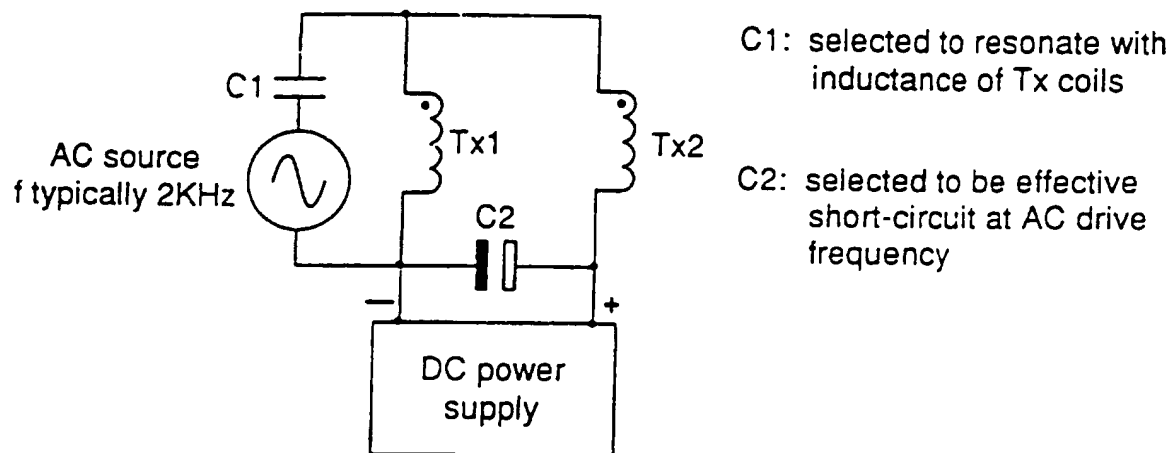 C1: selected to resonate with
inductance of Tx coils
C1
AC source
f typically 2KHz
Tx1
Tx2
C2: selected to be effective
short-circuit at AC drive
frequency
C2
−
+
DC power
supply